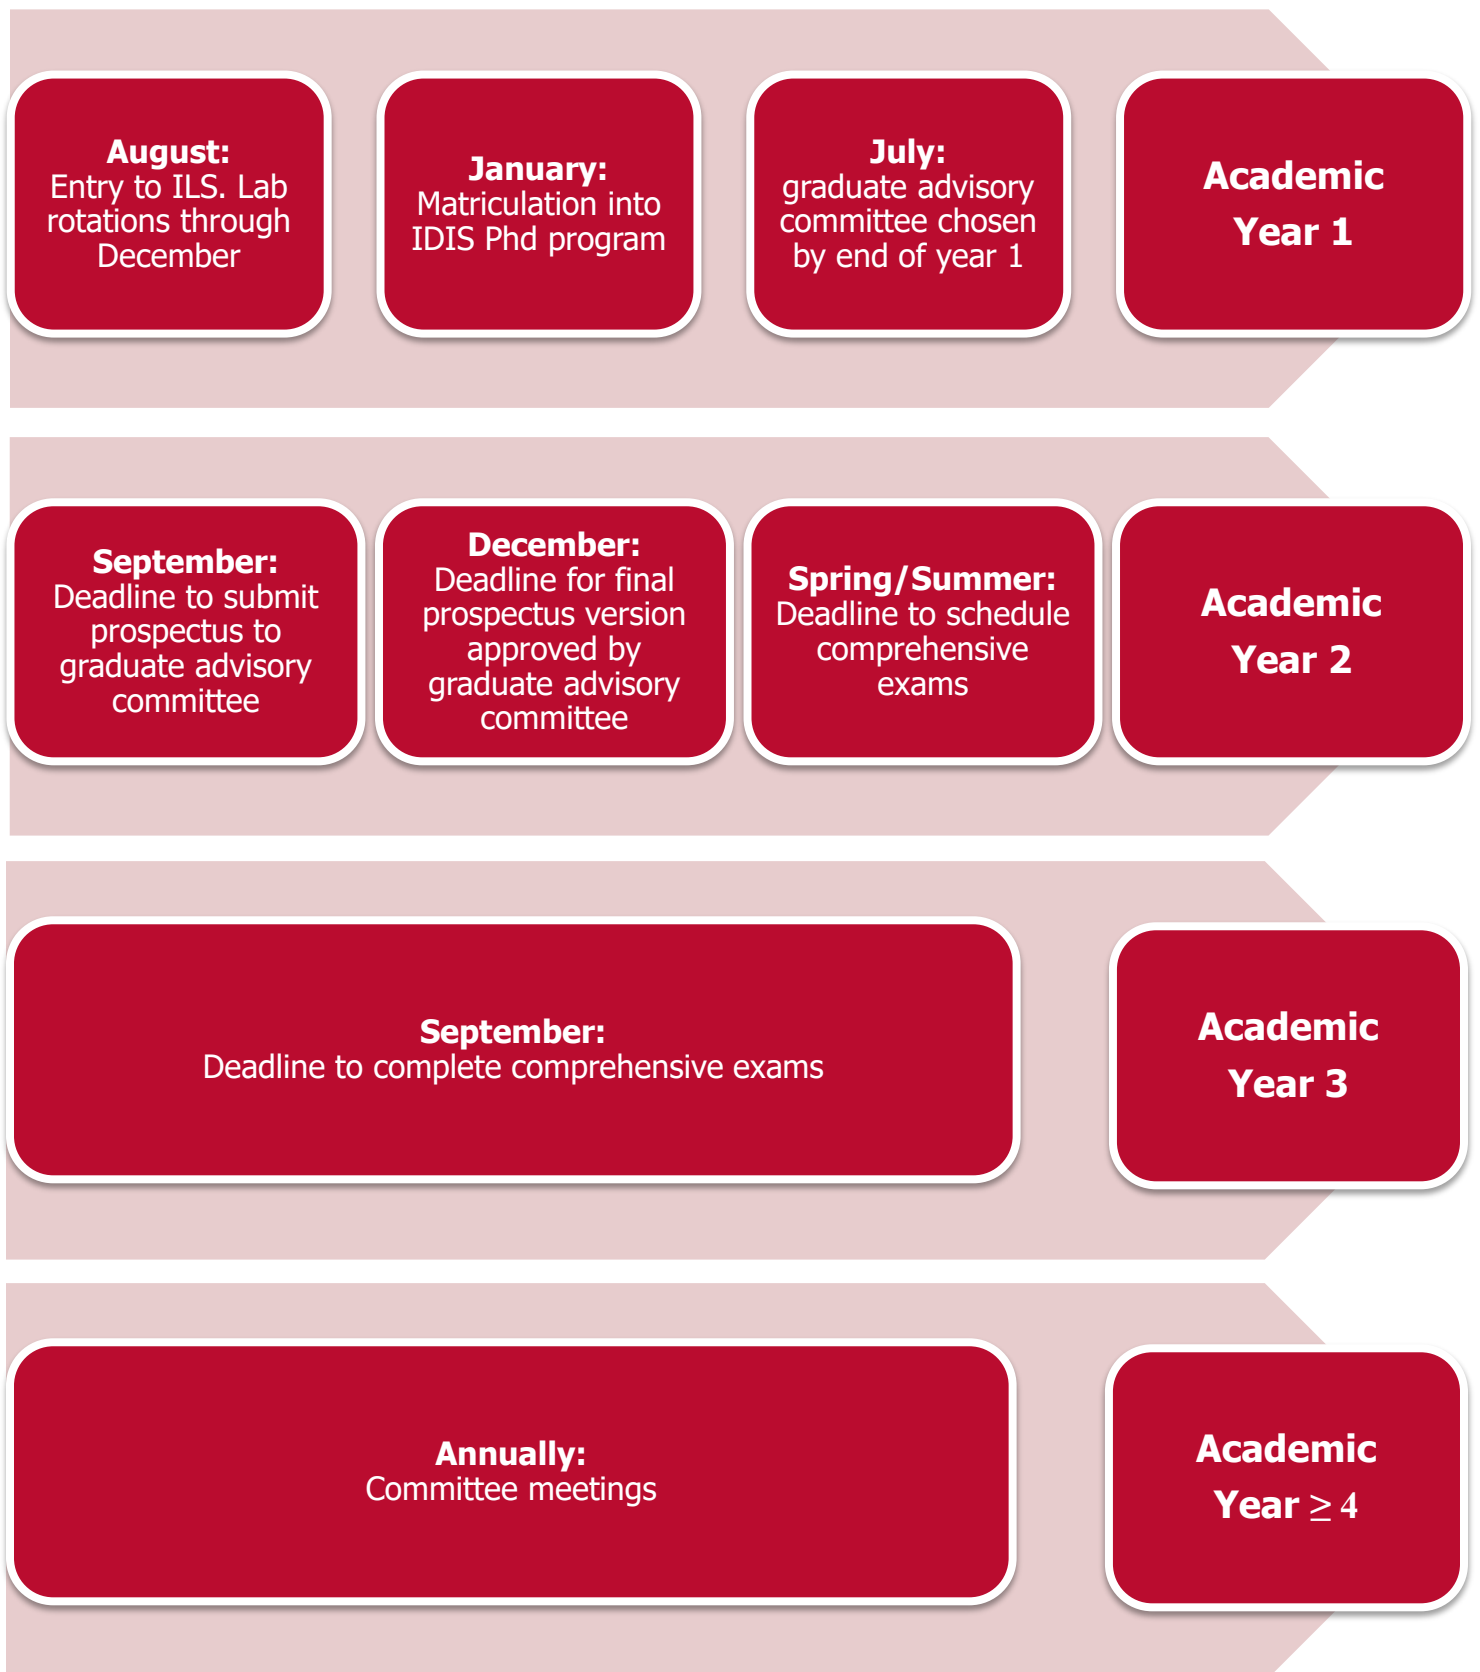 August:
Entry to ILS. Lab
rotations through
December
January:
Matriculation into
IDIS Phd program
July:
graduate advisory
committee chosen
by end of year 1
Academic
Year 1
September:
Deadline to submit
prospectus to
graduate advisory
committee
December:
Deadline for final
prospectus version
approved by
graduate advisory
committee
Spring/Summer:
Deadline to schedule
comprehensive
exams
Academic
Year 2
September:
Deadline to complete comprehensive exams
Academic
Year 3
Annually:
Committee meetings
Academic
Year ≥ 4